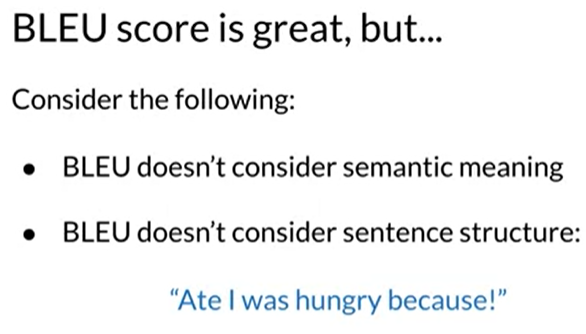 BLEU score is great, but...
Consider the following:
● BLEU doesn't consider semantic meaning
● BLEU doesn't consider sentence structure:
“Ate I was hungry because!”